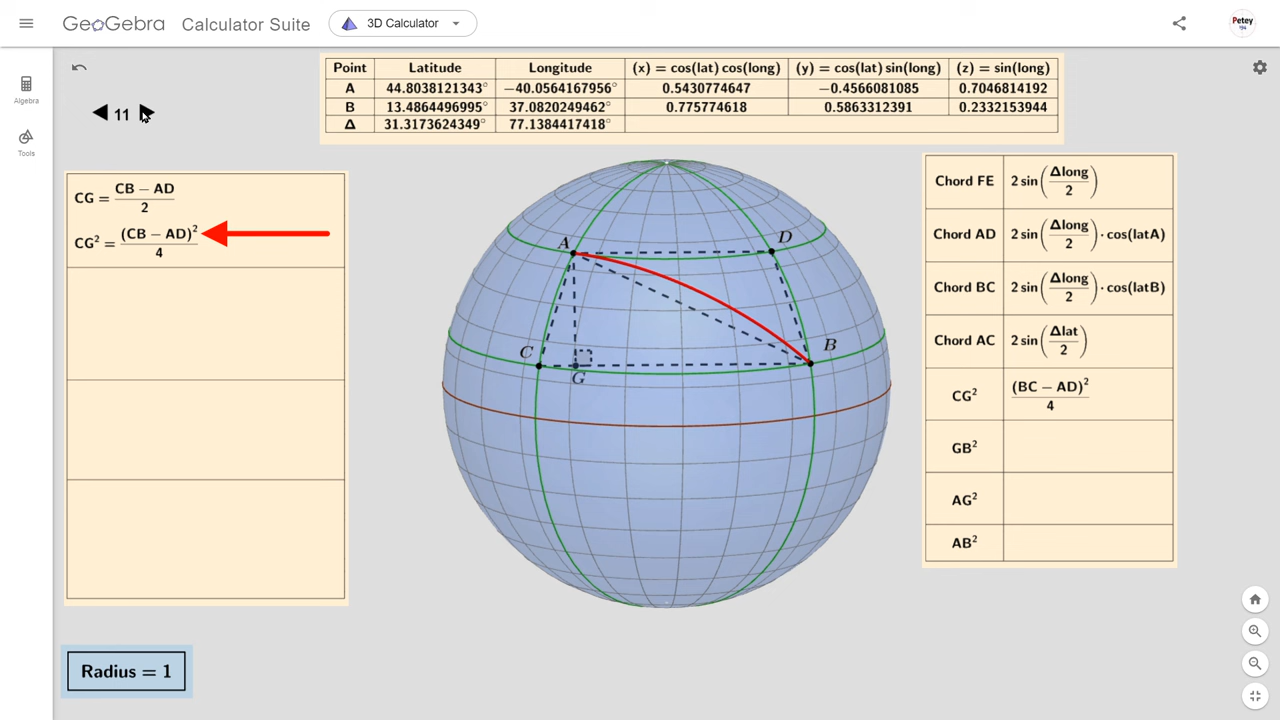 GeoGebra Calculator Suite 3D Calculator Petey
Algebra
Tools
11
Point Latitude Longitude (x) = cos(lat) cos(long) (y) = cos(lat) sin(long) (z) = sin(long)
A 44.8038121343° −40.0564167956° 0.5430774647 −0.4566081085 0.7046814192
B 13.4864496995° 37.0820249462° 0.775774618 0.5863312391 0.2332153944
Δ 31.3173624349° 77.1384417418°
CG = (CB − AD)/2
CG² = (CB − AD)²/4
A
D
C
B
G
Chord FE 2 sin(Δlong/2)
Chord AD 2 sin(Δlong/2) · cos(latA)
Chord BC 2 sin(Δlong/2) · cos(latB)
Chord AC 2 sin(Δlat/2)
CG² (BC − AD)²/4
GB²
AG²
AB²
Radius = 1